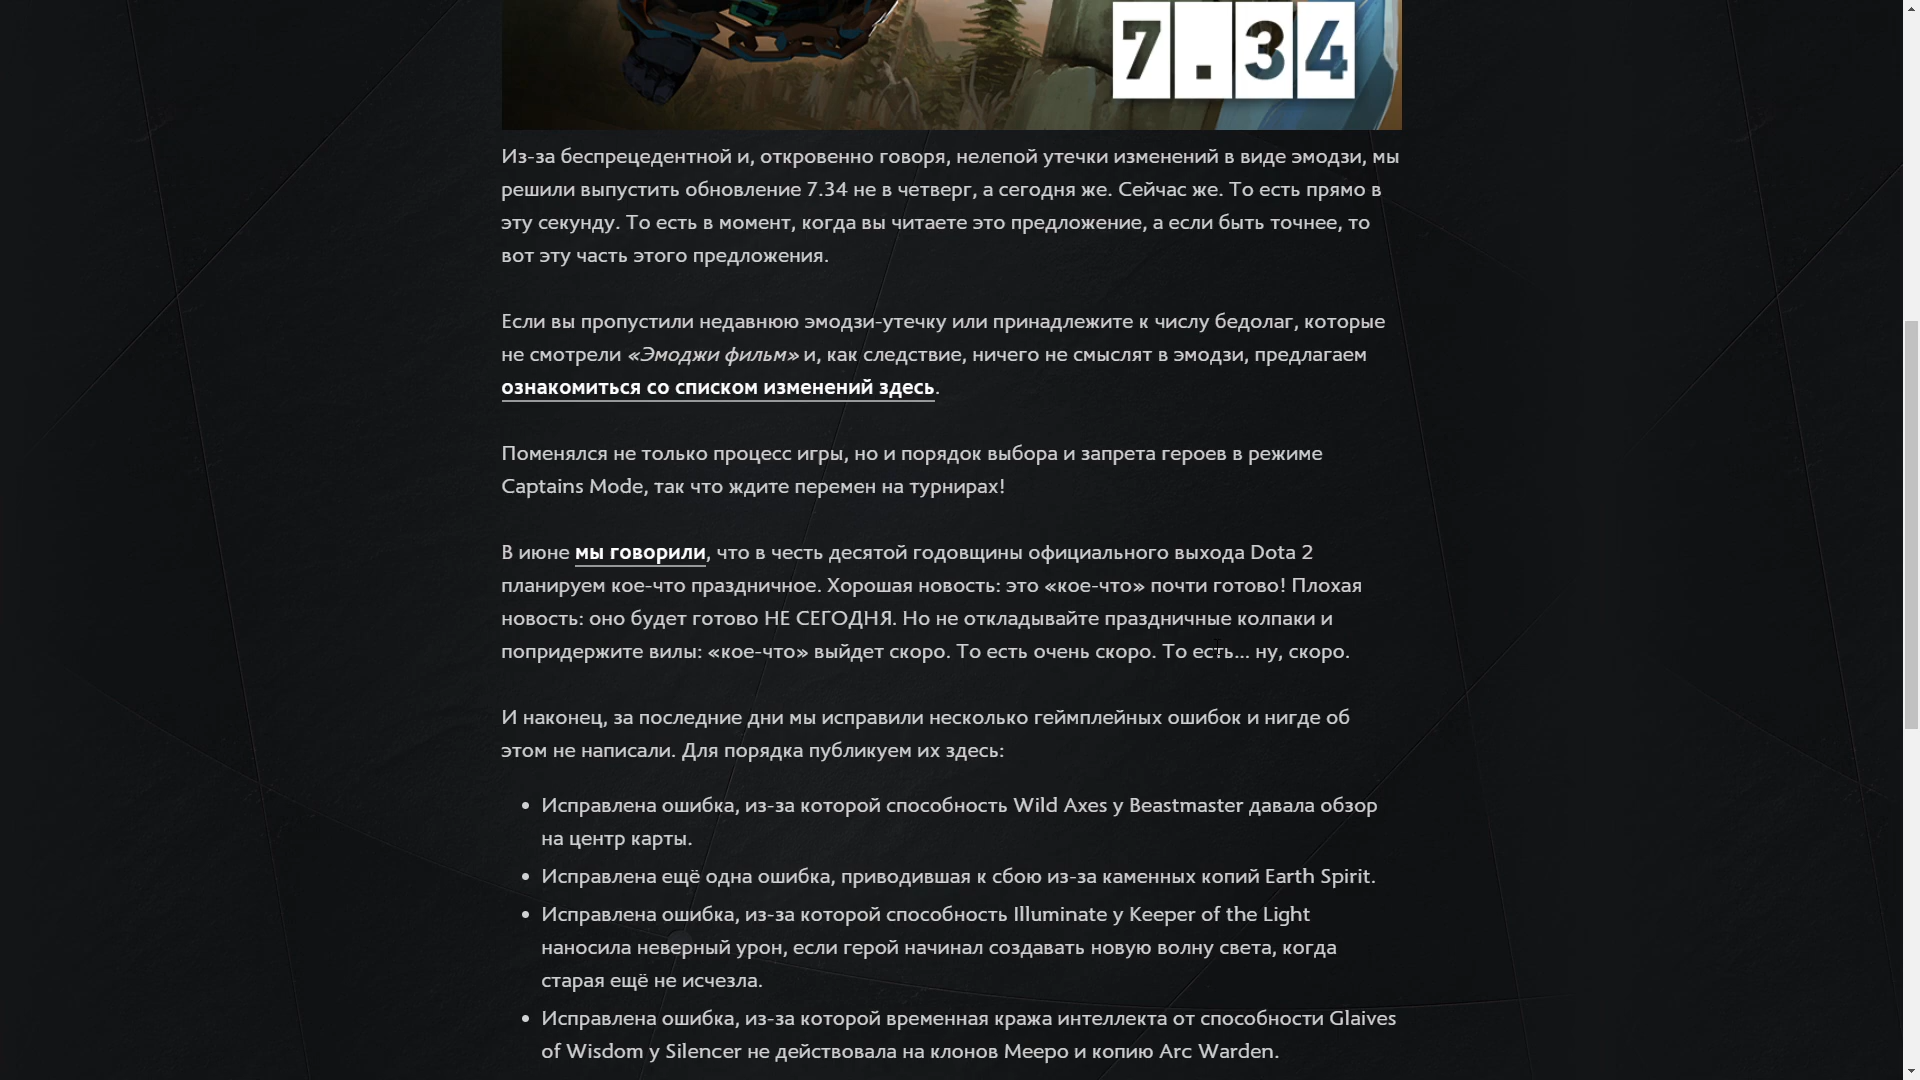 7.34
Из-за беспрецедентной и, откровенно говоря, нелепой утечки изменений в виде эмодзи, мы
решили выпустить обновление 7.34 не в четверг, а сегодня же. Сейчас же. То есть прямо в
эту секунду. То есть в момент, когда вы читаете это предложение, а если быть точнее, то
вот эту часть этого предложения.
Если вы пропустили недавнюю эмодзи-утечку или принадлежите к числу бедолаг, которые
не смотрели «Эмоджи фильм» и, как следствие, ничего не смыслят в эмодзи, предлагаем
ознакомиться со списком изменений здесь.
Поменялся не только процесс игры, но и порядок выбора и запрета героев в режиме
Captains Mode, так что ждите перемен на турнирах!
В июне мы говорили, что в честь десятой годовщины официального выхода Dota 2
планируем кое-что праздничное. Хорошая новость: это «кое-что» почти готово! Плохая
новость: оно будет готово НЕ СЕГОДНЯ. Но не откладывайте праздничные колпаки и
попридержите вилы: «кое-что» выйдет скоро. То есть очень скоро. То есть... ну, скоро.
И наконец, за последние дни мы исправили несколько геймплейных ошибок и нигде об
этом не написали. Для порядка публикуем их здесь:
• Исправлена ошибка, из-за которой способность Wild Axes у Beastmaster давала обзор
на центр карты.
• Исправлена ещё одна ошибка, приводившая к сбою из-за каменных копий Earth Spirit.
• Исправлена ошибка, из-за которой способность Illuminate у Keeper of the Light
наносила неверный урон, если герой начинал создавать новую волну света, когда
старая ещё не исчезла.
• Исправлена ошибка, из-за которой временная кража интеллекта от способности Glaives
of Wisdom у Silencer не действовала на клонов Meepo и копию Arc Warden.